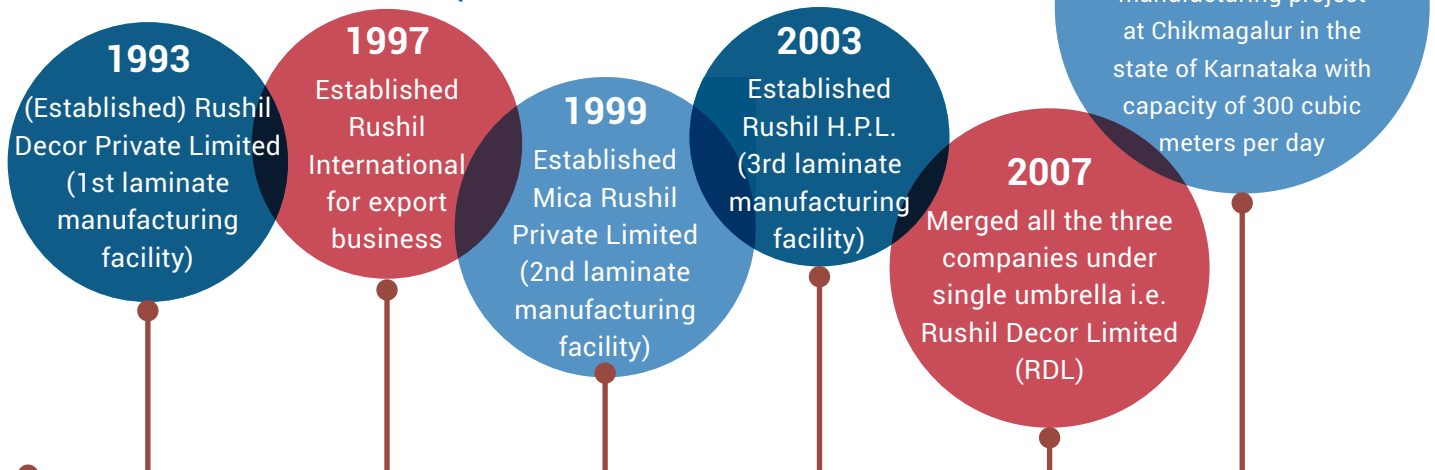 1993
(Established) Rushil
Decor Private Limited
(1st laminate
manufacturing
facility)
1997
Established
Rushil
International
for export
business
1999
Established
Mica Rushil
Private Limited
(2nd laminate
manufacturing
facility)
2003
Established
Rushil H.P.L.
(3rd laminate
manufacturing
facility)
2007
Merged all the three
companies under
single umbrella i.e.
Rushil Decor Limited
(RDL)
manufacturing project
at Chikmagalur in the
state of Karnataka with
capacity of 300 cubic
meters per day